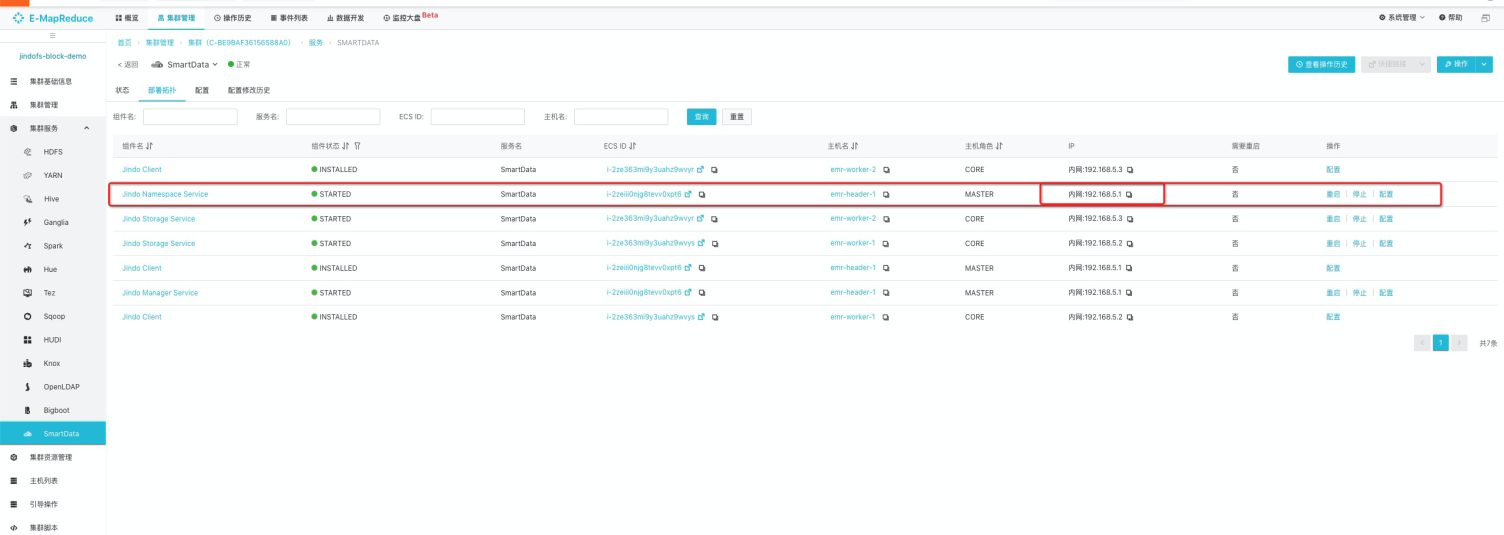 E-MapReduce 概览 集群管理 操作历史 事件列表 数据开发 监控大盘 Beta 系统管理 帮助
首页 集群管理 集群（C-BE9BAF36156588A0） 服务 SMARTDATA
jindofs-block-demo
< 返回 SmartData 正常 查看操作历史 快捷链接 操作
集群基础信息
状态 部署拓扑 配置 配置修改历史
集群管理
组件名: 服务名: ECS ID: 主机名: 查询 重置
集群服务
组件名 组件状态 服务名 ECS ID 主机名 主机角色 IP 需要重启 操作
HDFS
Jindo Client INSTALLED SmartData i-2ze363mi9y3uahz9wvyr emr-worker-2 CORE 内网:192.168.5.3 否 配置
YARN
Jindo Namespace Service STARTED SmartData i-2zeiii0njg8tevv0xpt6 emr-header-1 MASTER 内网:192.168.5.1 否 重启 停止 配置
Hive
Jindo Storage Service STARTED SmartData i-2ze363mi9y3uahz9wvyr emr-worker-2 CORE 内网:192.168.5.3 否 重启 停止 配置
Ganglia
Jindo Storage Service STARTED SmartData i-2ze363mi9y3uahz9wvys emr-worker-1 CORE 内网:192.168.5.2 否 重启 停止 配置
Spark
Jindo Client INSTALLED SmartData i-2zeiii0njg8tevv0xpt6 emr-header-1 MASTER 内网:192.168.5.1 否 配置
Hue
Jindo Manager Service STARTED SmartData i-2zeiii0njg8tevv0xpt6 emr-header-1 MASTER 内网:192.168.5.1 否 重启 停止 配置
Tez
Jindo Client INSTALLED SmartData i-2ze363mi9y3uahz9wvys emr-worker-1 CORE 内网:192.168.5.2 否 配置
Sqoop
HUDI
< 1 > 共7条
Knox
OpenLDAP
Bigboot
SmartData
集群资源管理
主机列表
引导操作
集群脚本